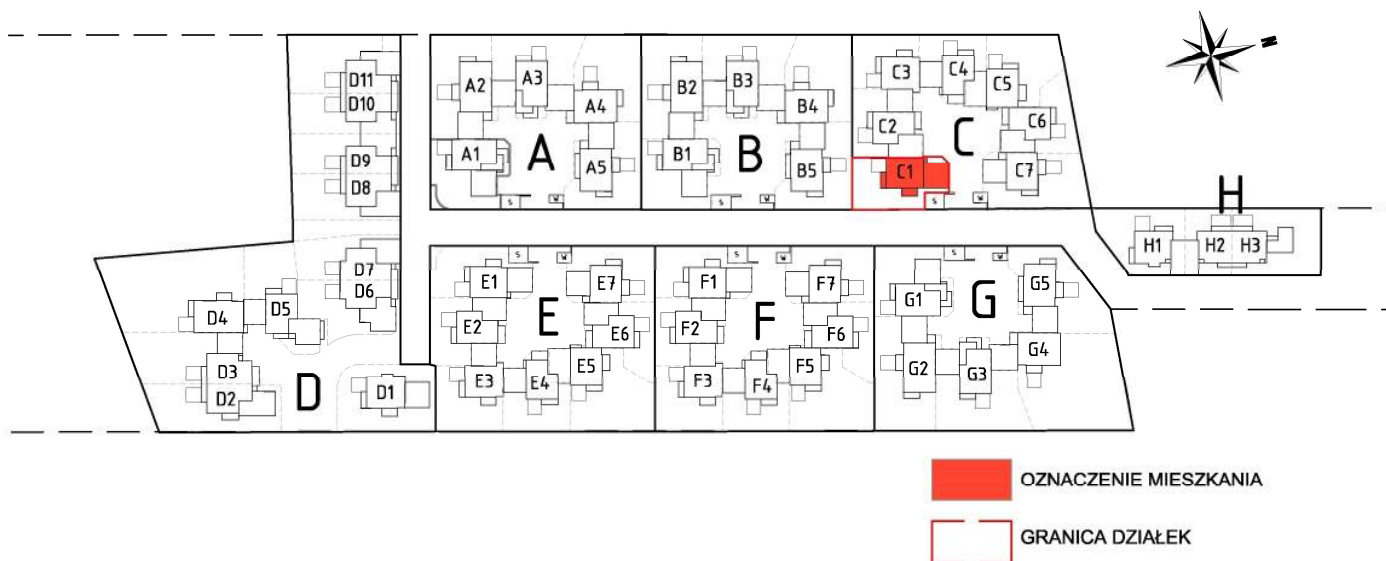 N
D11
D10
D9
D8
D7
D6
D5
D4
D3
D2
D1
D
A1
A2
A3
A4
A5
A
S
W
B1
B2
B3
B4
B5
B
S
W
C1
C2
C3
C4
C5
C6
C7
C
S
W
H
H1
H2
H3
S
W
E1
E2
E3
E4
E5
E6
E7
E
S
W
F1
F2
F3
F4
F5
F6
F7
F
S
W
G1
G2
G3
G4
G5
G
OZNACZENIE MIESZKANIA
GRANICA DZIAŁEK